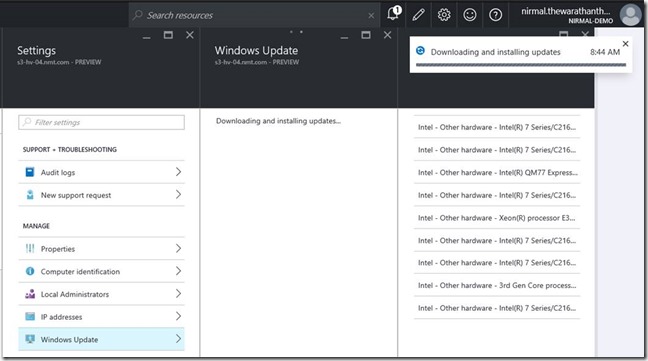 Search resources
1
nirmal.thewarathanth...
NIRMAL-DEMO
Settings
s3-hv-04.nmt.com - PREVIEW
Filter settings
SUPPORT + TROUBLESHOOTING
Audit logs
New support request
MANAGE
Properties
Computer identification
Local Administrators
IP addresses
Windows Update
Windows Update
s3-hv-04.nmt.com - PREVIEW
Downloading and installing updates...
Downloading and installing updates 8:44 AM
Intel - Other hardware - Intel(R) 7 Series/C216...
Intel - Other hardware - Intel(R) 7 Series/C216...
Intel - Other hardware - Intel(R) QM77 Express...
Intel - Other hardware - Intel(R) 7 Series/C216...
Intel - Other hardware - Xeon(R) processor E3...
Intel - Other hardware - Intel(R) 7 Series/C216...
Intel - Other hardware - Intel(R) 7 Series/C216...
Intel - Other hardware - 3rd Gen Core process...
Intel - Other hardware - Intel(R) 7 Series/C216...